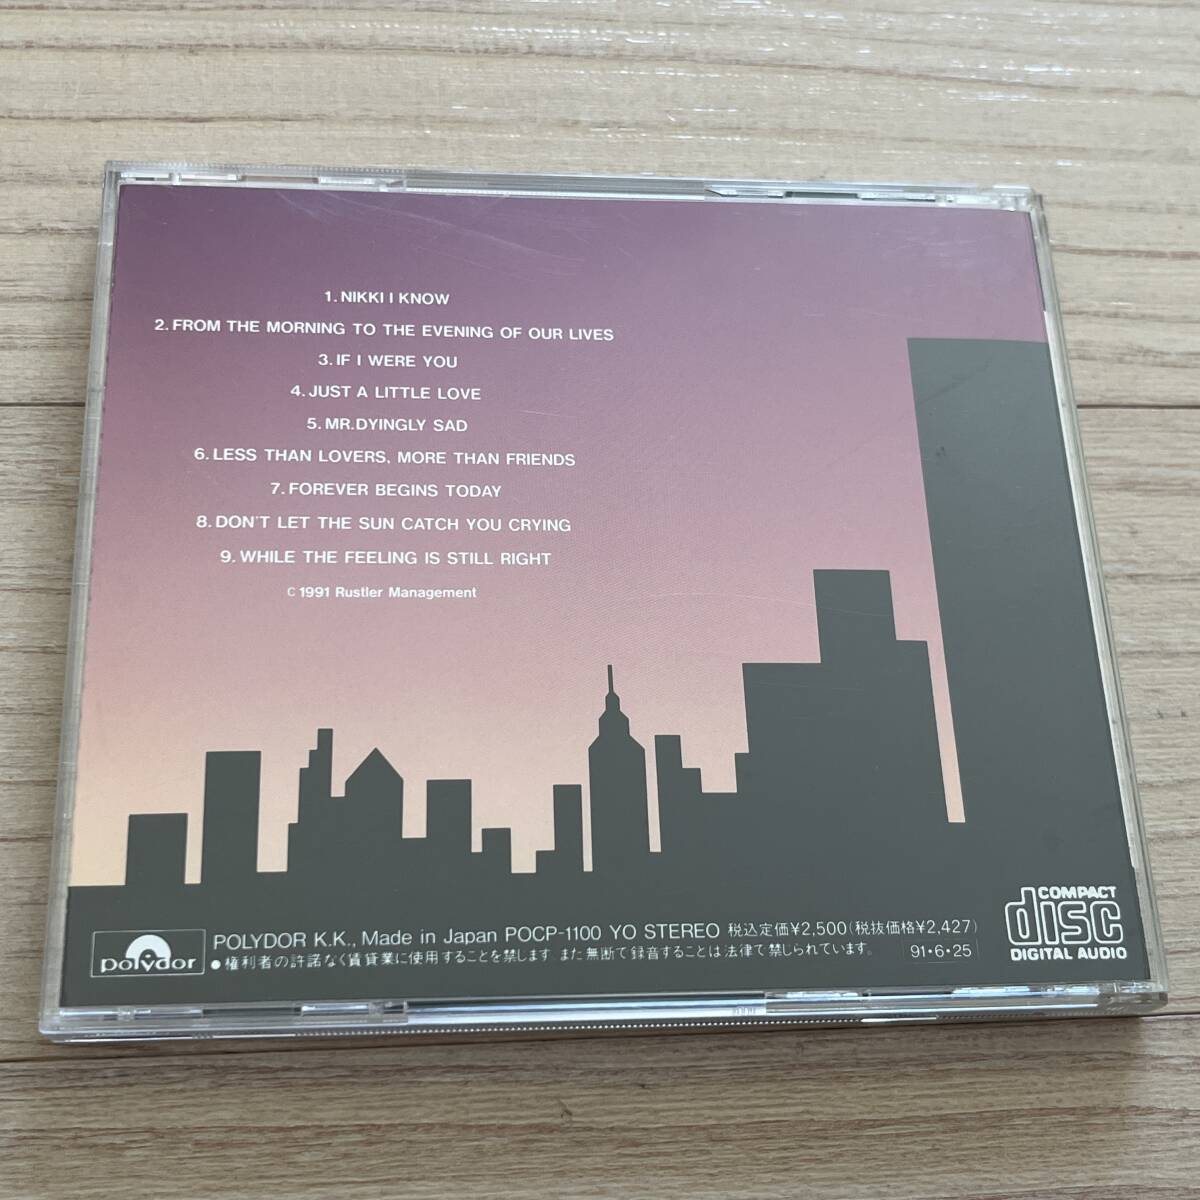 1. NIKKI I KNOW
2. FROM THE MORNING TO THE EVENING OF OUR LIVES
3. IF I WERE YOU
4. JUST A LITTLE LOVE
5. MR.DYINGLY SAD
6. LESS THAN LOVERS, MORE THAN FRIENDS
7. FOREVER BEGINS TODAY
8. DON'T LET THE SUN CATCH YOU CRYING
9. WHILE THE FEELING IS STILL RIGHT
C 1991 Rustler Management
polydor
POLYDOR K.K., Made in Japan POCP-1100 YO STEREO 税込定価¥2,500(税抜価格¥2,427)
●権利者の許諾なく賃貸業に使用することを禁じます。また無断で録音することは法律で禁じられています。
91・6・25
COMPACT
disc
DIGITAL AUDIO